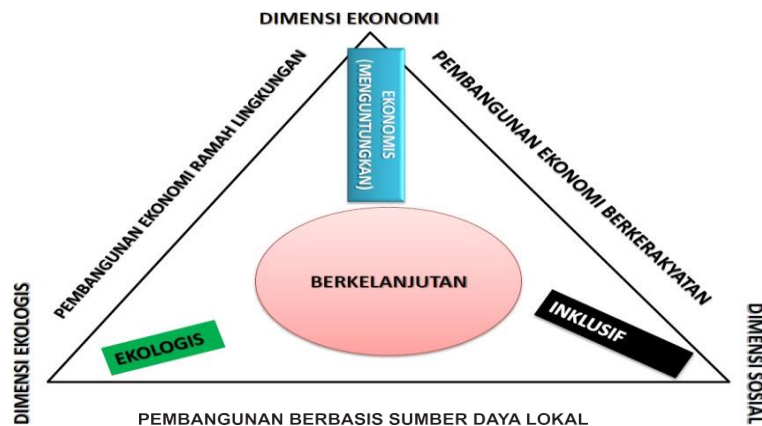 DIMENSI EKONOMI
PEMBANGUNAN EKONOMI RAMAH LINGKUNGAN
EKONOMIS
(MENGUNTUNGKAN)
PEMBANGUNAN EKONOMI BERKERAKYATAN
BERKELANJUTAN
DIMENSI EKOLOGIS
EKOLOGIS
INKLUSIF
DIMENSI SOSIAL
PEMBANGUNAN BERBASIS SUMBER DAYA LOKAL